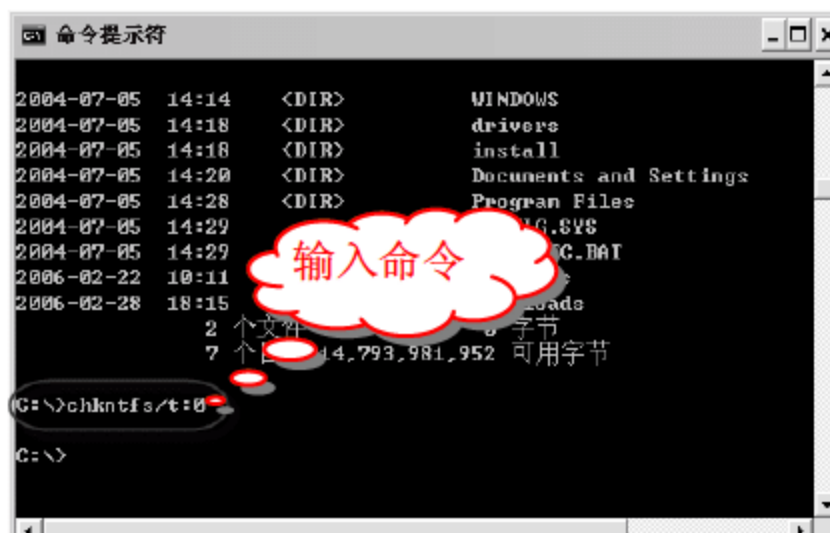 命令提示符
2004-07-05 14:14 <DIR> WINDOWS
2004-07-05 14:18 <DIR> drivers
2004-07-05 14:18 <DIR> install
2004-07-05 14:20 <DIR> Documents and Settings
2004-07-05 14:28 <DIR> Program Files
2004-07-05 14:29 G.SYS
2004-07-05 14:29 C.BAT
2006-02-22 10:11
2006-02-28 18:15 ads
输入命令
2 个文件 字节
7 个 14,793,981,952 可用字节
C:\>chkntfs/t:0
C:\>